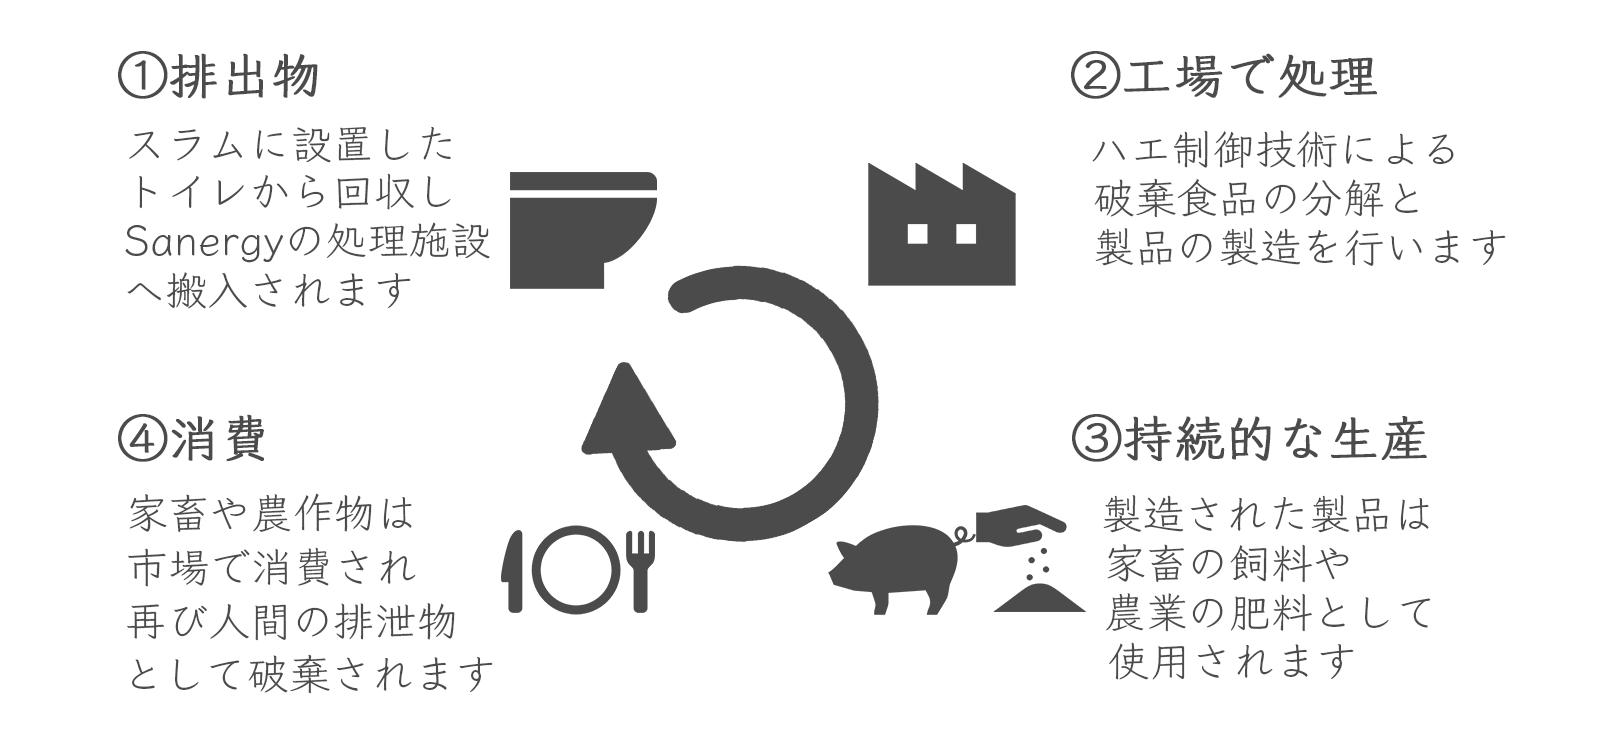 ①排出物
スラムに設置した
トイレから回収し
Sanergyの処理施設
へ搬入されます
②工場で処理
ハエ制御技術による
破棄食品の分解と
製品の製造を行います
③持続的な生産
製造された製品は
家畜の飼料や
農業の肥料として
使用されます
④消費
家畜や農作物は
市場で消費され
再び人間の排泄物
として破棄されます